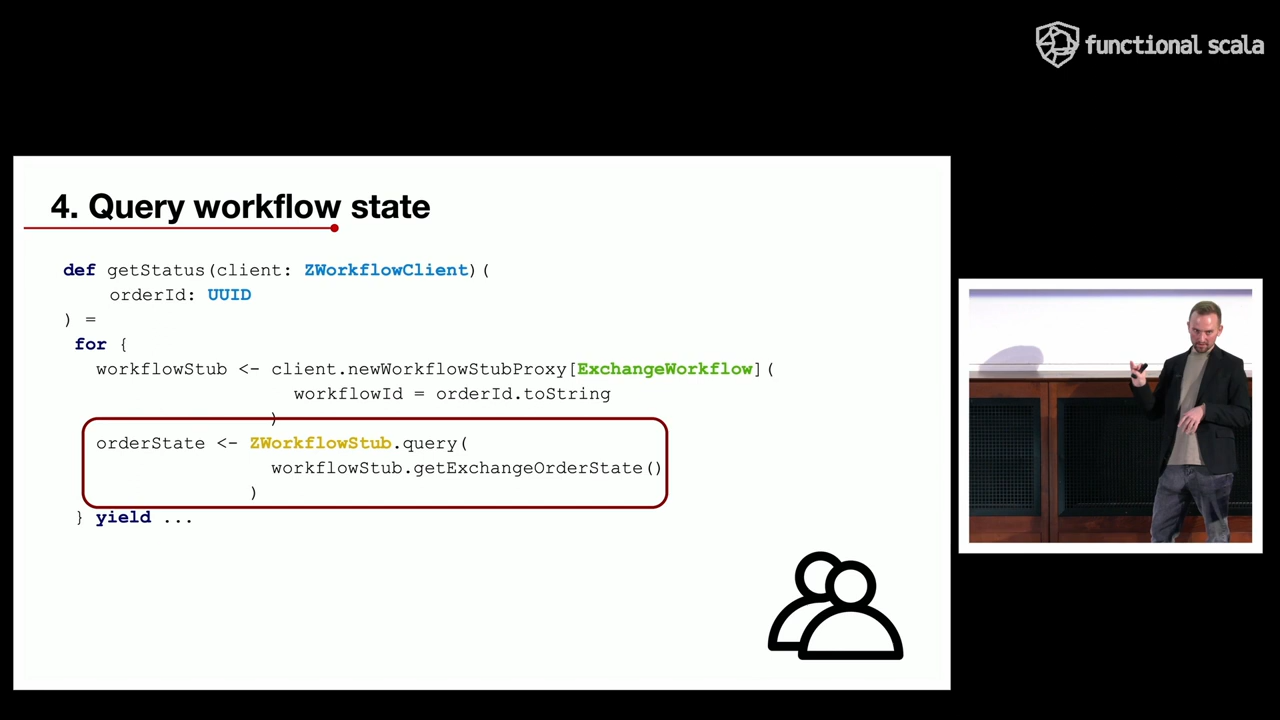 functional scala
4. Query workflow state
def getStatus(client: ZWorkflowClient)(
orderId: UUID
) =
for {
workflowStub <- client.newWorkflowStubProxy[ExchangeWorkflow](
workflowId = orderId.toString
)
orderState <- ZWorkflowStub.query(
workflowStub.getExchangeOrderState()
)
} yield ...